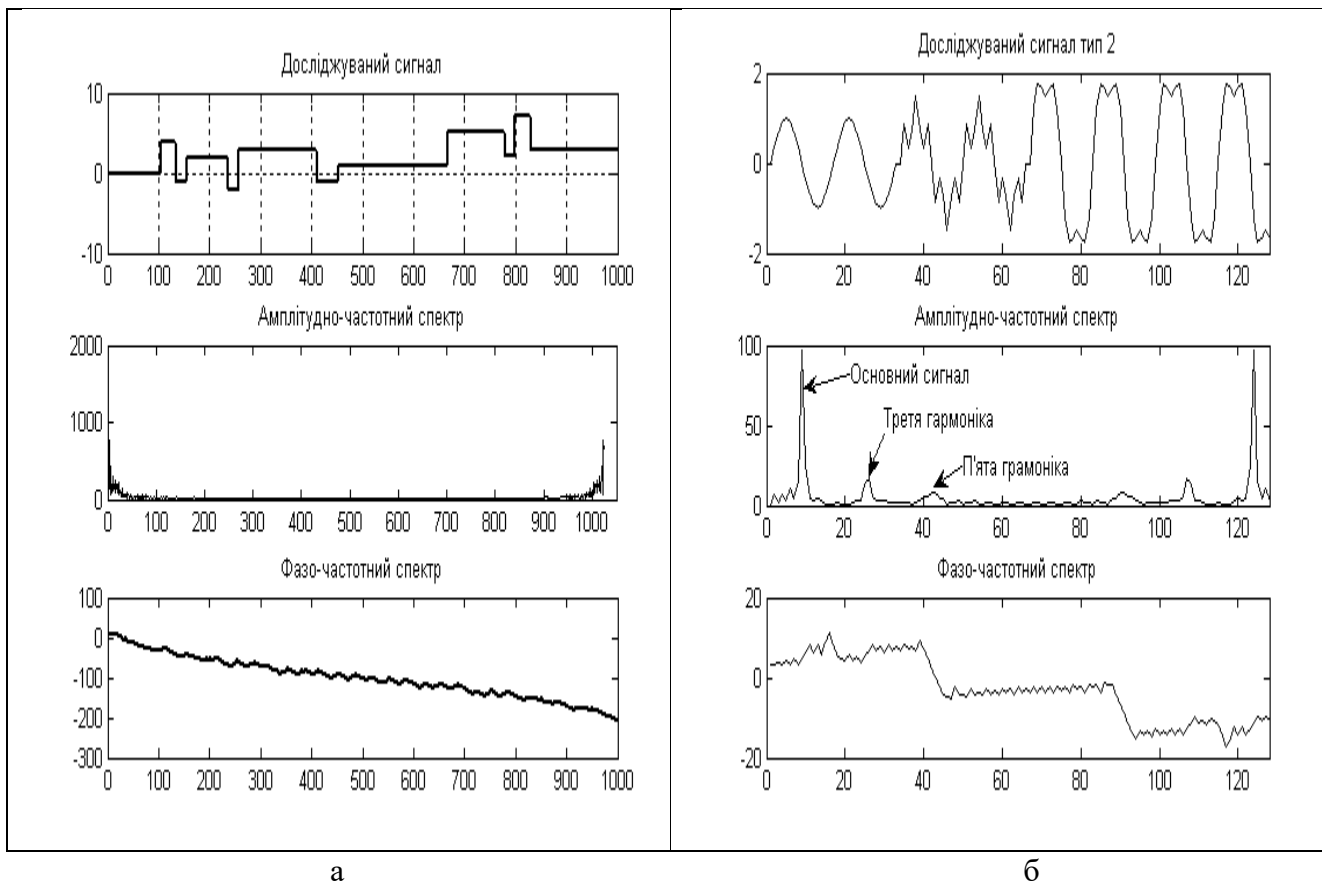 Досліджуваний сигнал
10
0
-10
0 100 200 300 400 500 600 700 800 900 1000
Амплітудно-частотний спектр
2000
1000
0
0 100 200 300 400 500 600 700 800 900 1000
Фазо-частотний спектр
100
0
-100
-200
-300
0 100 200 300 400 500 600 700 800 900 1000
а
Досліджуваний сигнал тип 2
2
0
-2
0 20 40 60 80 100 120
Амплітудно-частотний спектр
100
50
0
Основний сигнал
Третя гармоніка
П'ята грамоніка
0 20 40 60 80 100 120
Фазо-частотний спектр
20
0
-20
0 20 40 60 80 100 120
б